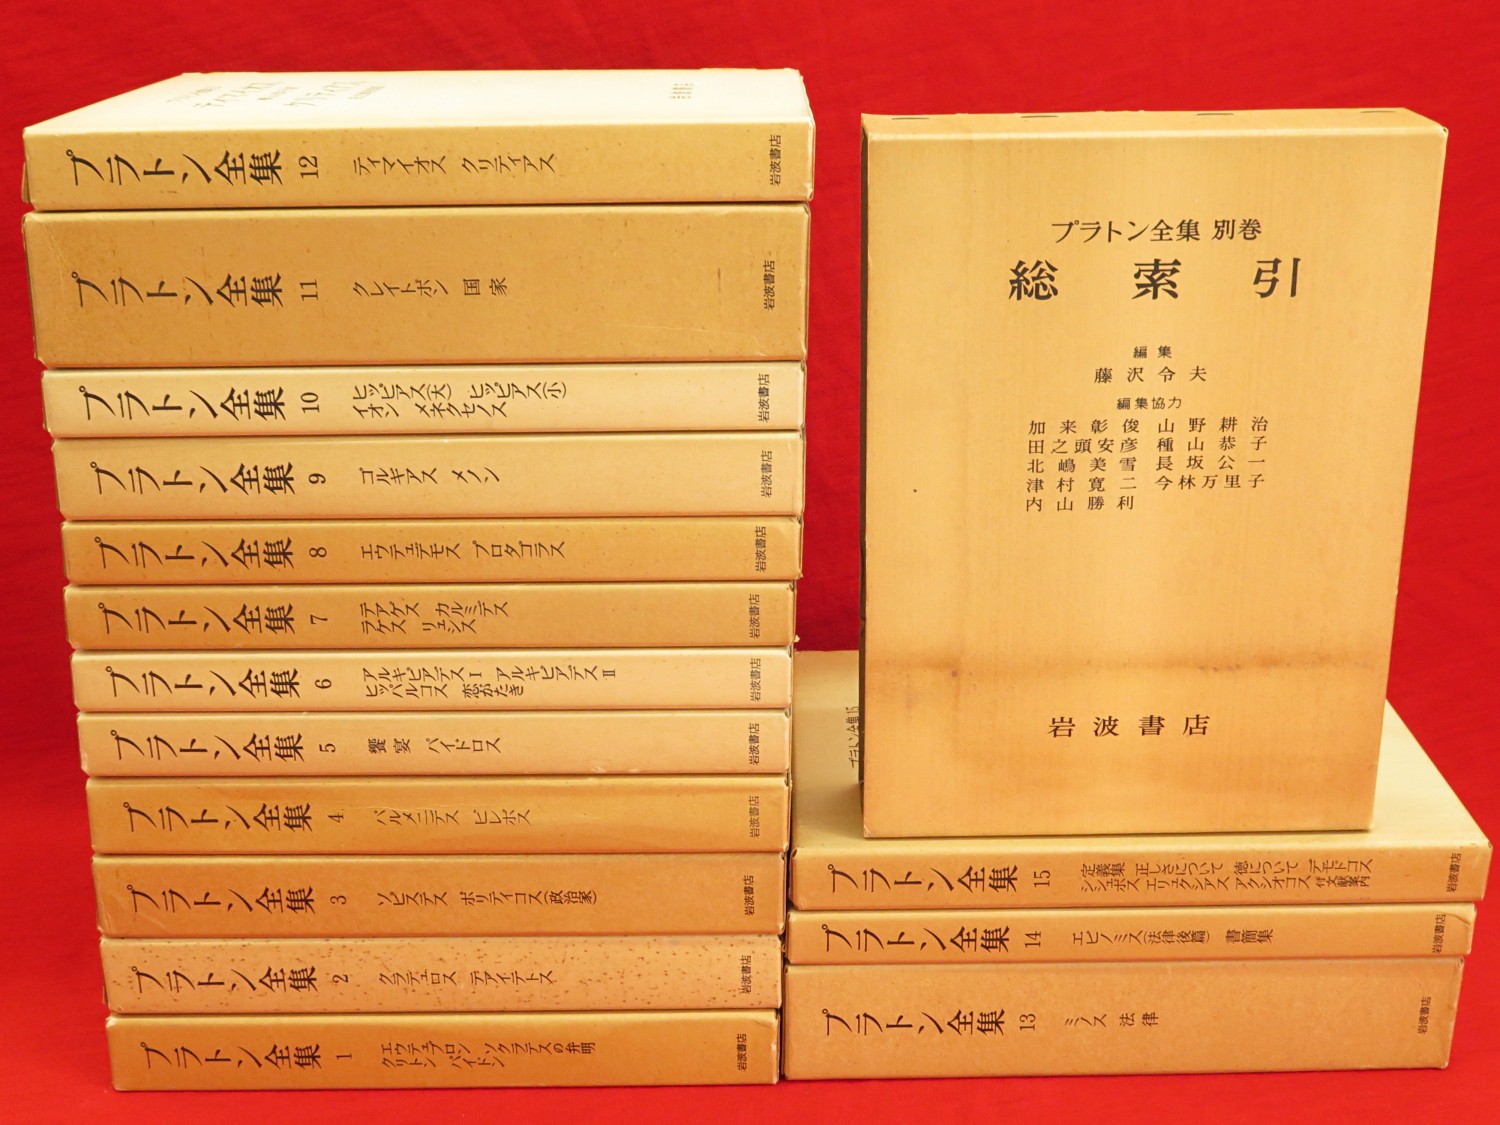 プラトン全集 12 ティマイオス クリティアス 岩波書店
プラトン全集 11 クレイトポン 国家 岩波書店
プラトン全集 10 ヒッピアス(大) ヒッピアス(小)
イオン メネクセノス 岩波書店
プラトン全集 9 ゴルギアス メノン 岩波書店
プラトン全集 8 エウテュデモス プロタゴラス 岩波書店
プラトン全集 7 テアゲス カルミデス
ラケス リュシス 岩波書店
プラトン全集 6 アルキビアデスⅠ アルキビアデスⅡ
ヒッパルコス 恋がたき 岩波書店
プラトン全集 5 饗宴 パイドロス 岩波書店
プラトン全集 4 パルメニデス ピレボス 岩波書店
プラトン全集 3 ソピステス ポリティコス(政治家) 岩波書店
プラトン全集 2 クラテュロス テアイテトス 岩波書店
プラトン全集 1 エウテュプロン ソクラテスの弁明
クリトン パイドン 岩波書店
プラトン全集 別巻
総索引
編集
藤沢令夫
編集協力
加来彰俊 山野耕治
田之頭安彦 種山恭子
北嶋美雪 長坂公一
津村寛二 今林万里子
内山勝利
岩波書店
プラトン全集 15
プラトン全集 15 定義集 正しさについて 徳について デモドコス
シシュポス エリュクシアス アクシオコス 付文献案内 岩波書店
プラトン全集 14 エピノミス(法律後篇) 書簡集 岩波書店
プラトン全集 13 ミノス 法律 岩波書店